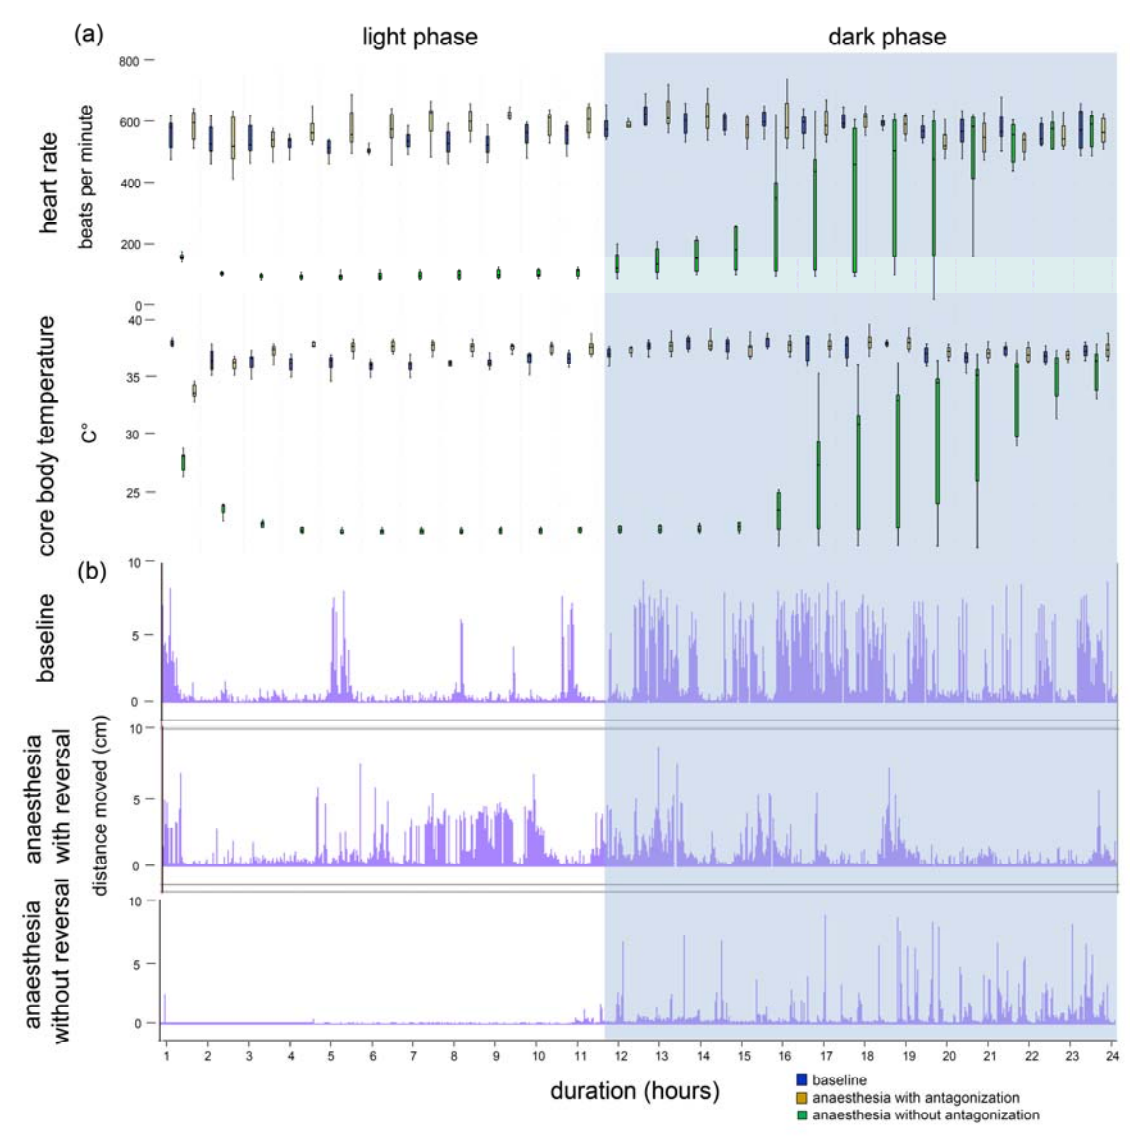 (a)
light phase
dark phase
heart rate
beats per minute
800
600
400
200
0
core body temperature
C°
40
35
30
25
(b)
baseline
10
5
0
anaesthesia
with reversal
distance moved (cm)
10
5
0
anaesthesia
without reversal
10
5
0
1 2 3 4 5 6 7 8 9 10 11 12 13 14 15 16 17 18 19 20 21 22 23 24
duration (hours)
baseline
anaesthesia with antagonization
anaesthesia without antagonization